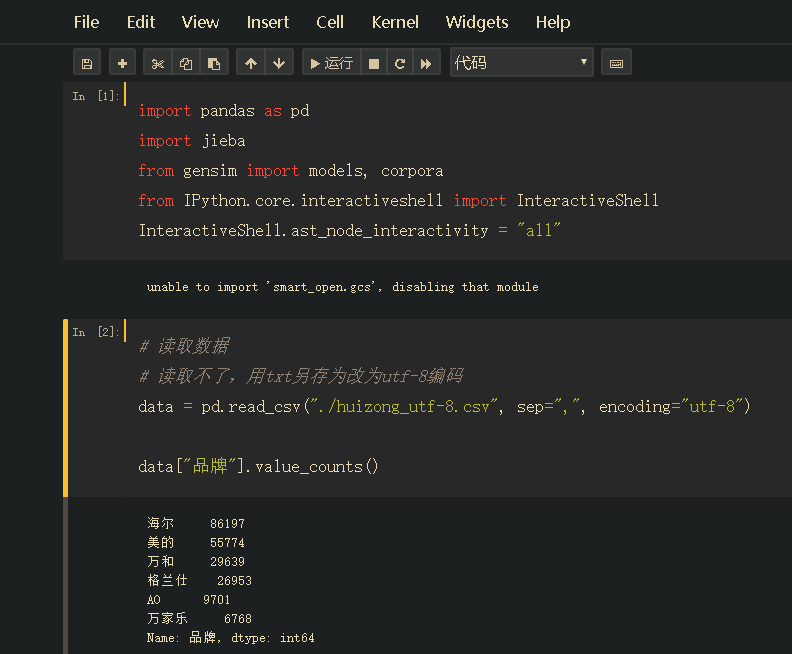 File Edit View Insert Cell Kernel Widgets Help
运行 代码
In [1]:
import pandas as pd
import jieba
from gensim import models, corpora
from IPython.core.interactiveshell import InteractiveShell
InteractiveShell.ast_node_interactivity = "all"
unable to import 'smart_open.gcs', disabling that module
In [2]:
# 读取数据
# 读取不了，用txt另存为改为utf-8编码
data = pd.read_csv("./huizong_utf-8.csv", sep=",", encoding="utf-8")
data["品牌"].value_counts()
海尔 86197
美的 55774
万和 29639
格兰仕 26953
AO 9701
万家乐 6768
Name: 品牌, dtype: int64